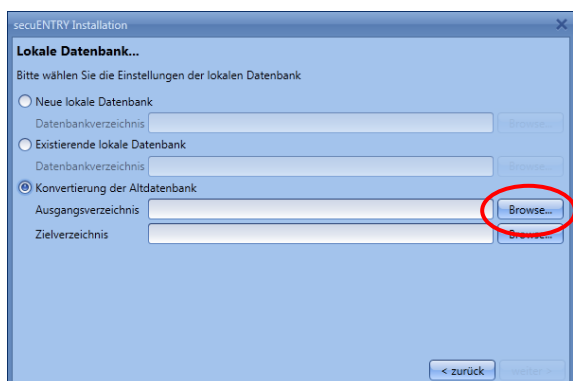 secuENTRY Installation
Lokale Datenbank...
Bitte wählen Sie die Einstellungen der lokalen Datenbank
Neue lokale Datenbank
Datenbankverzeichnis Browse...
Existierende lokale Datenbank
Datenbankverzeichnis Browse...
Konvertierung der Altdatenbank
Ausgangsverzeichnis Browse...
Zielverzeichnis Browse...
< zurück weiter >